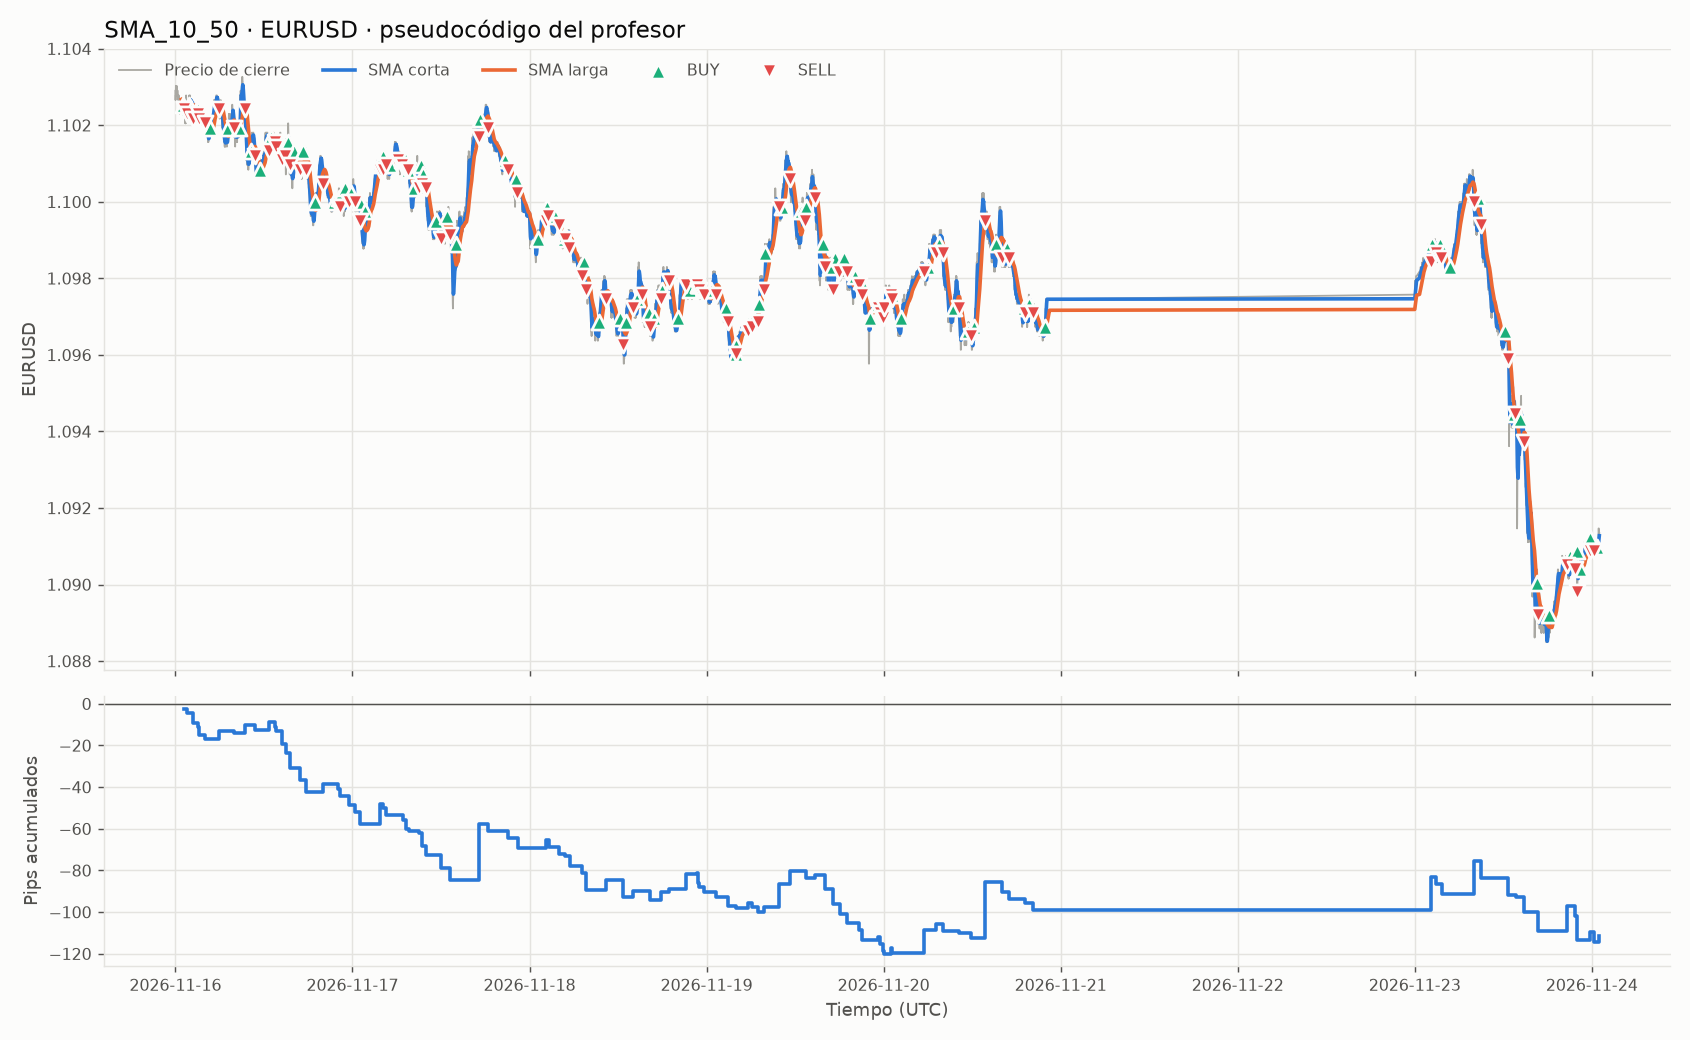 SMA_10_50 · EURUSD · pseudocódigo del profesor
Precio de cierre
SMA corta
SMA larga
BUY
SELL
EURUSD
1.104
1.102
1.100
1.098
1.096
1.094
1.092
1.090
1.088
Pips acumulados
0
−20
−40
−60
−80
−100
−120
2026-11-16
2026-11-17
2026-11-18
2026-11-19
2026-11-20
2026-11-21
2026-11-22
2026-11-23
2026-11-24
Tiempo (UTC)